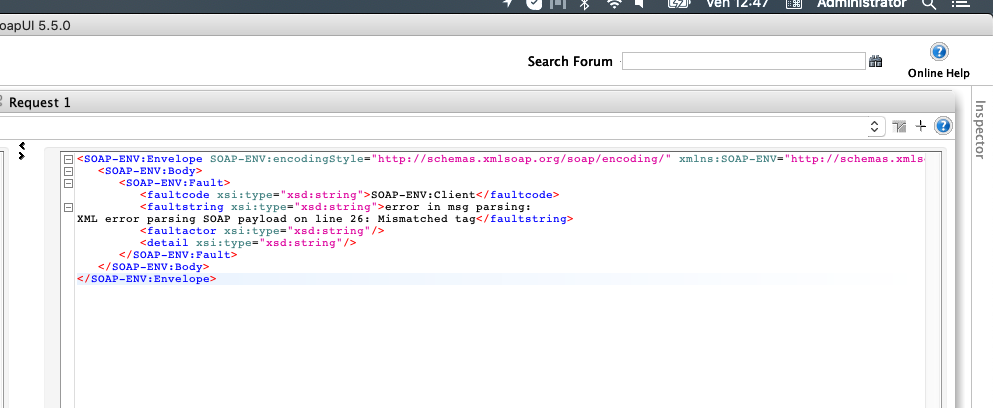 ven 12:47 Administrator
oapUI 5.5.0
Search Forum
Online Help
Request 1
Inspector
<SOAP-ENV:Envelope SOAP-ENV:encodingStyle="http://schemas.xmlsoap.org/soap/encoding/" xmlns:SOAP-ENV="http://schemas.xmls
<SOAP-ENV:Body>
<SOAP-ENV:Fault>
<faultcode xsi:type="xsd:string">SOAP-ENV:Client</faultcode>
<faultstring xsi:type="xsd:string">error in msg parsing:
XML error parsing SOAP payload on line 26: Mismatched tag</faultstring>
<faultactor xsi:type="xsd:string"/>
<detail xsi:type="xsd:string"/>
</SOAP-ENV:Fault>
</SOAP-ENV:Body>
</SOAP-ENV:Envelope>